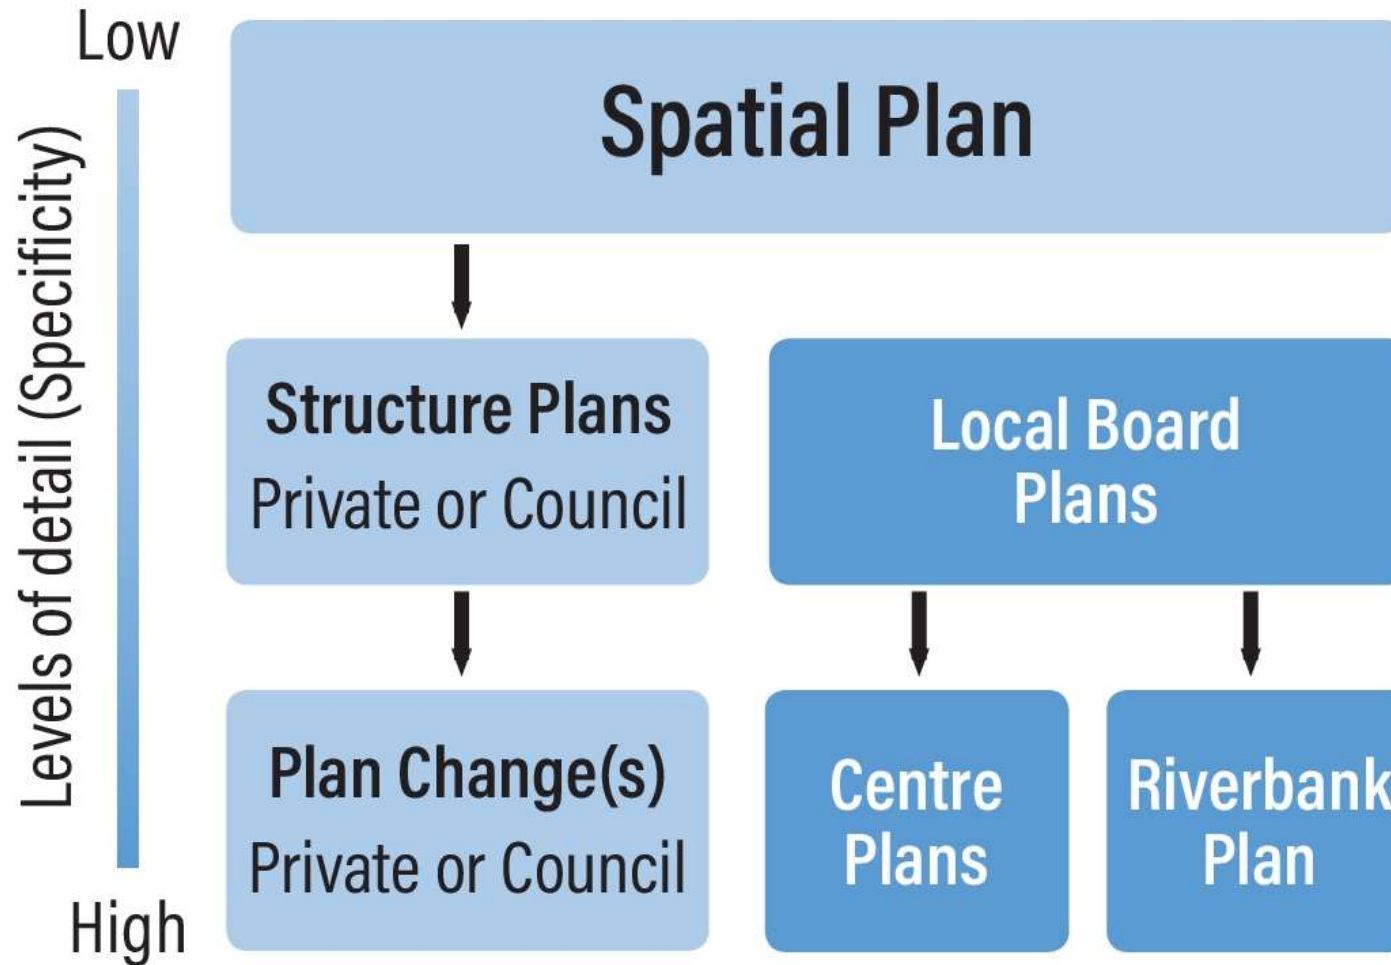 Low
Levels of detail (Specificity)
High
Spatial Plan
Structure Plans
Private or Council
Local Board
Plans
Plan Change(s)
Private or Council
Centre
Plans
Riverbank
Plan